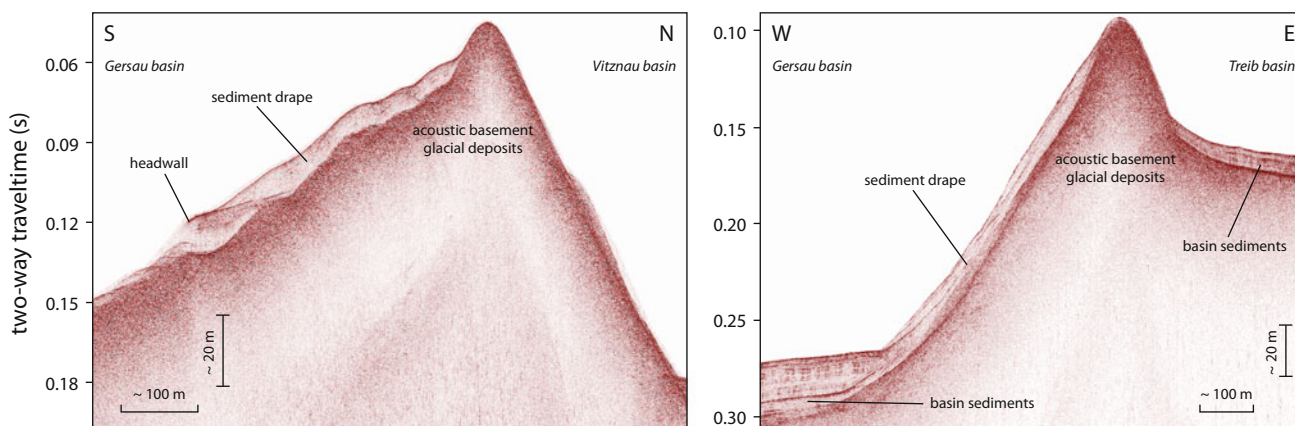 S
N
Gersau basin
Vitznau basin
sediment drape
acoustic basement
glacial deposits
headwall
two-way traveltime (s)
0.06
0.09
0.12
0.15
0.18
~ 20 m
~ 100 m
W
E
Gersau basin
Treib basin
acoustic basement
glacial deposits
sediment drape
basin sediments
basin sediments
0.10
0.15
0.20
0.25
0.30
~ 20 m
~ 100 m